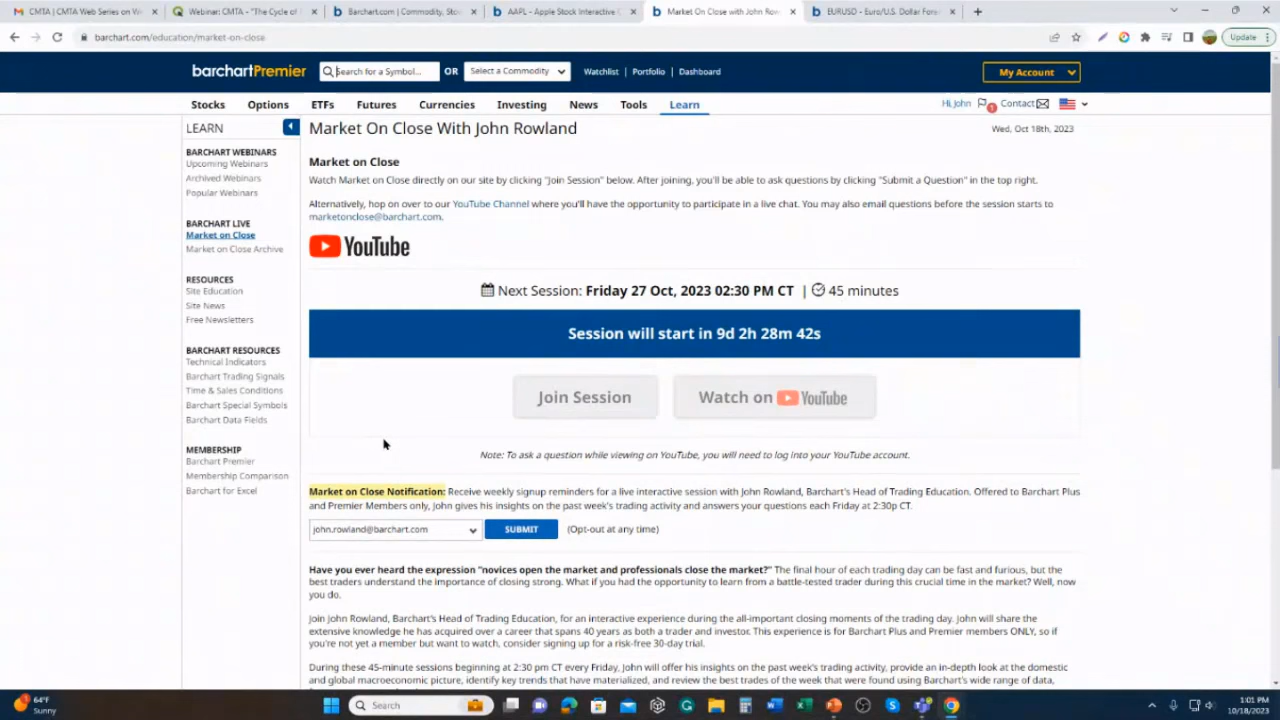 CMTA | CMTA Web Series on W
Webinar: CMTA - "The Cycle of
Barchart.com | Commodity, Sto
AAPL - Apple Stock Interactive C
Market On Close with John Row
EURUSD - Euro/U.S. Dollar Fore
barchart.com/education/market-on-close
Update
barchartPremier
Search for a Symbol...
OR
Select a Commodity
Watchlist
Portfolio
Dashboard
My Account
Stocks
Options
ETFs
Futures
Currencies
Investing
News
Tools
Learn
Hi John
Contact
LEARN
Market On Close With John Rowland
Wed, Oct 18th, 2023
BARCHART WEBINARS
Upcoming Webinars
Archived Webinars
Popular Webinars
BARCHART LIVE
Market on Close
Market on Close Archive
RESOURCES
Site Education
Site News
Free Newsletters
BARCHART RESOURCES
Technical Indicators
Barchart Trading Signals
Time & Sales Conditions
Barchart Special Symbols
Barchart Data Fields
MEMBERSHIP
Barchart Premier
Membership Comparison
Barchart for Excel
Market on Close
Watch Market on Close directly on our site by clicking "Join Session" below. After joining, you'll be able to ask questions by clicking "Submit a Question" in the top right.
Alternatively, hop on over to our YouTube Channel where you'll have the opportunity to participate in a live chat. You may also email questions before the session starts to
marketonclose@barchart.com.
YouTube
Next Session: Friday 27 Oct, 2023 02:30 PM CT | 45 minutes
Session will start in 9d 2h 28m 42s
Join Session
Watch on YouTube
Note: To ask a question while viewing on YouTube, you will need to log into your YouTube account.
Market on Close Notification: Receive weekly signup reminders for a live interactive session with John Rowland, Barchart's Head of Trading Education. Offered to Barchart Plus
and Premier Members only, John gives his insights on the past week's trading activity and answers your questions each Friday at 2:30p CT.
john.rowland@barchart.com
SUBMIT
(Opt-out at any time)
Have you ever heard the expression "novices open the market and professionals close the market?" The final hour of each trading day can be fast and furious, but the
best traders understand the importance of closing strong. What if you had the opportunity to learn from a battle-tested trader during this crucial time in the market? Well, now
you do.
Join John Rowland, Barchart's Head of Trading Education, for an interactive experience during the all-important closing moments of the trading day. John will share the
extensive knowledge he has acquired over a career that spans 40 years as both a trader and investor. This experience is for Barchart Plus and Premier members ONLY, so if
you're not yet a member but want to watch, consider signing up for a risk-free 30-day trial.
During these 45-minute sessions beginning at 2:30 pm CT every Friday, John will offer his insights on the past week's trading activity, provide an in-depth look at the domestic
and global macroeconomic picture, identify key trends that have materialized, and review the best trades of the week that were found using Barchart's wide range of data,
64°F
Sunny
Search
1:01 PM
10/18/2023